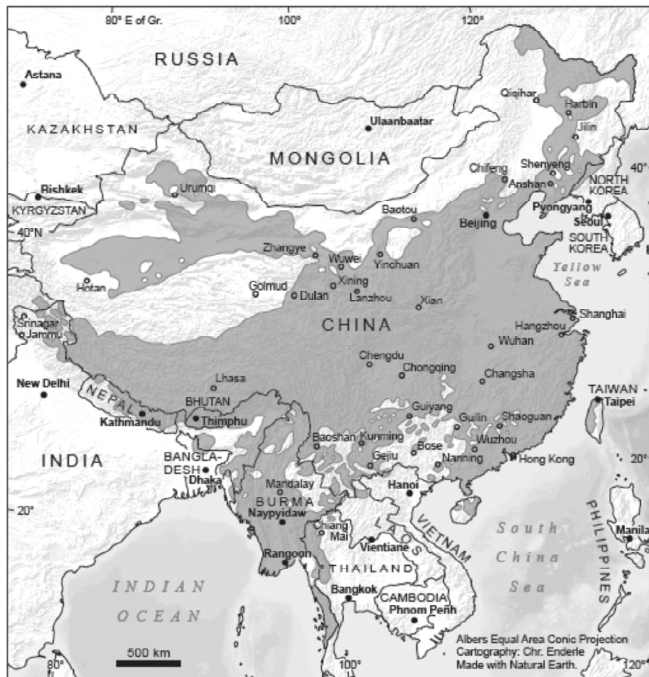 80° E of Gr.
100°
120°
RUSSIA
Astana
Qiqihar
Harbin
KAZAKHSTAN
Ulaanbaatar
Jilin
MONGOLIA
Shenyeng
Chifeng
40°
Bishkek
Urumqi
Anshan
NORTH
KOREA
KYRGYZSTAN
Baotou
Pyongyang
Beijing
Seoul
40°N
SOUTH
KOREA
Zhangye
Wuwei
Yinchuan
Yellow
Sea
Hotan
Golmud
Xining
Dulan
Lanzhou
Xian
Srinagar
Jammu
CHINA
Shanghai
Hangzhou
Wuhan
Chengdu
Chongqing
New Delhi
Lhasa
Changsha
NEPAL
BHUTAN
TAIWAN
Taipei
Kathmandu
Thimphu
Guiyang
Guilin
Shaoguan
Baoshan
Kunming
Bose
Wuzhou
INDIA
BANGLA-
DESH
Gejiu
Nanning
Hong Kong
20°
Dhaka
Mandalay
Hanoi
BURMA
20°
Naypyidaw
Chiang
Mai
LAOS
VIETNAM
South
China
Sea
PHILIPPINES
Manila
Rangoon
Vientiane
THAILAND
INDIAN
OCEAN
Bangkok
CAMBODIA
Phnom Penh
Albers Equal Area Conic Projection
Cartography: Chr. Enderle
Made with Natural Earth.
500 km
80°
100°
120°